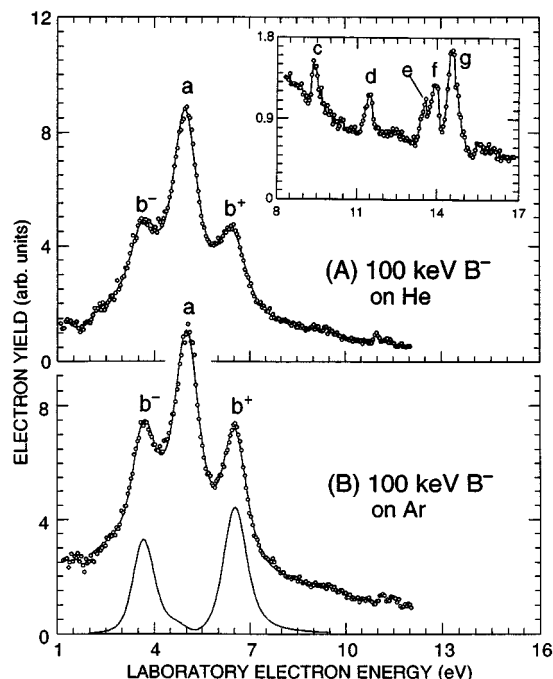 12
8
4
0
ELECTRON YIELD (arb. units)
a
b⁻
b⁺
1.8
0.9
0
c
d
e
f
g
8
11
14
17
(A) 100 keV B⁻
on He
8
4
0
a
b⁻
b⁺
(B) 100 keV B⁻
on Ar
1
4
7
10
13
16
LABORATORY ELECTRON ENERGY (eV)